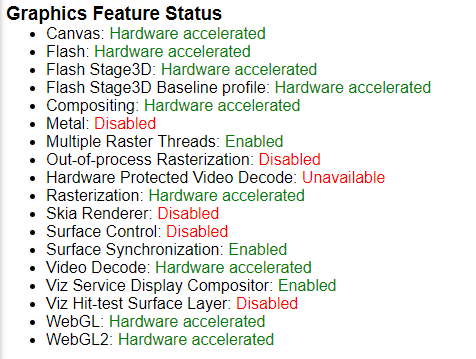 Graphics Feature Status
Canvas: Hardware accelerated
Flash: Hardware accelerated
Flash Stage3D: Hardware accelerated
Flash Stage3D Baseline profile: Hardware accelerated
Compositing: Hardware accelerated
Metal: Disabled
Multiple Raster Threads: Enabled
Out-of-process Rasterization: Disabled
Hardware Protected Video Decode: Unavailable
Rasterization: Hardware accelerated
Skia Renderer: Disabled
Surface Control: Disabled
Surface Synchronization: Enabled
Video Decode: Hardware accelerated
Viz Service Display Compositor: Enabled
Viz Hit-test Surface Layer: Disabled
WebGL: Hardware accelerated
WebGL2: Hardware accelerated